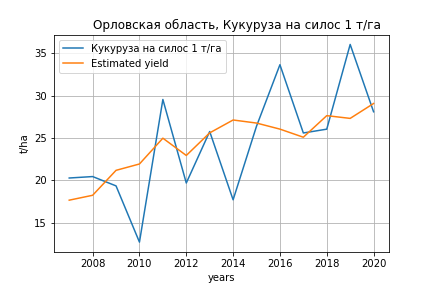 Орловская область, Кукуруза на силос 1 т/га
Кукуруза на силос 1 т/га
Estimated yield
t/ha
35
30
25
20
15
2008 2010 2012 2014 2016 2018 2020
years